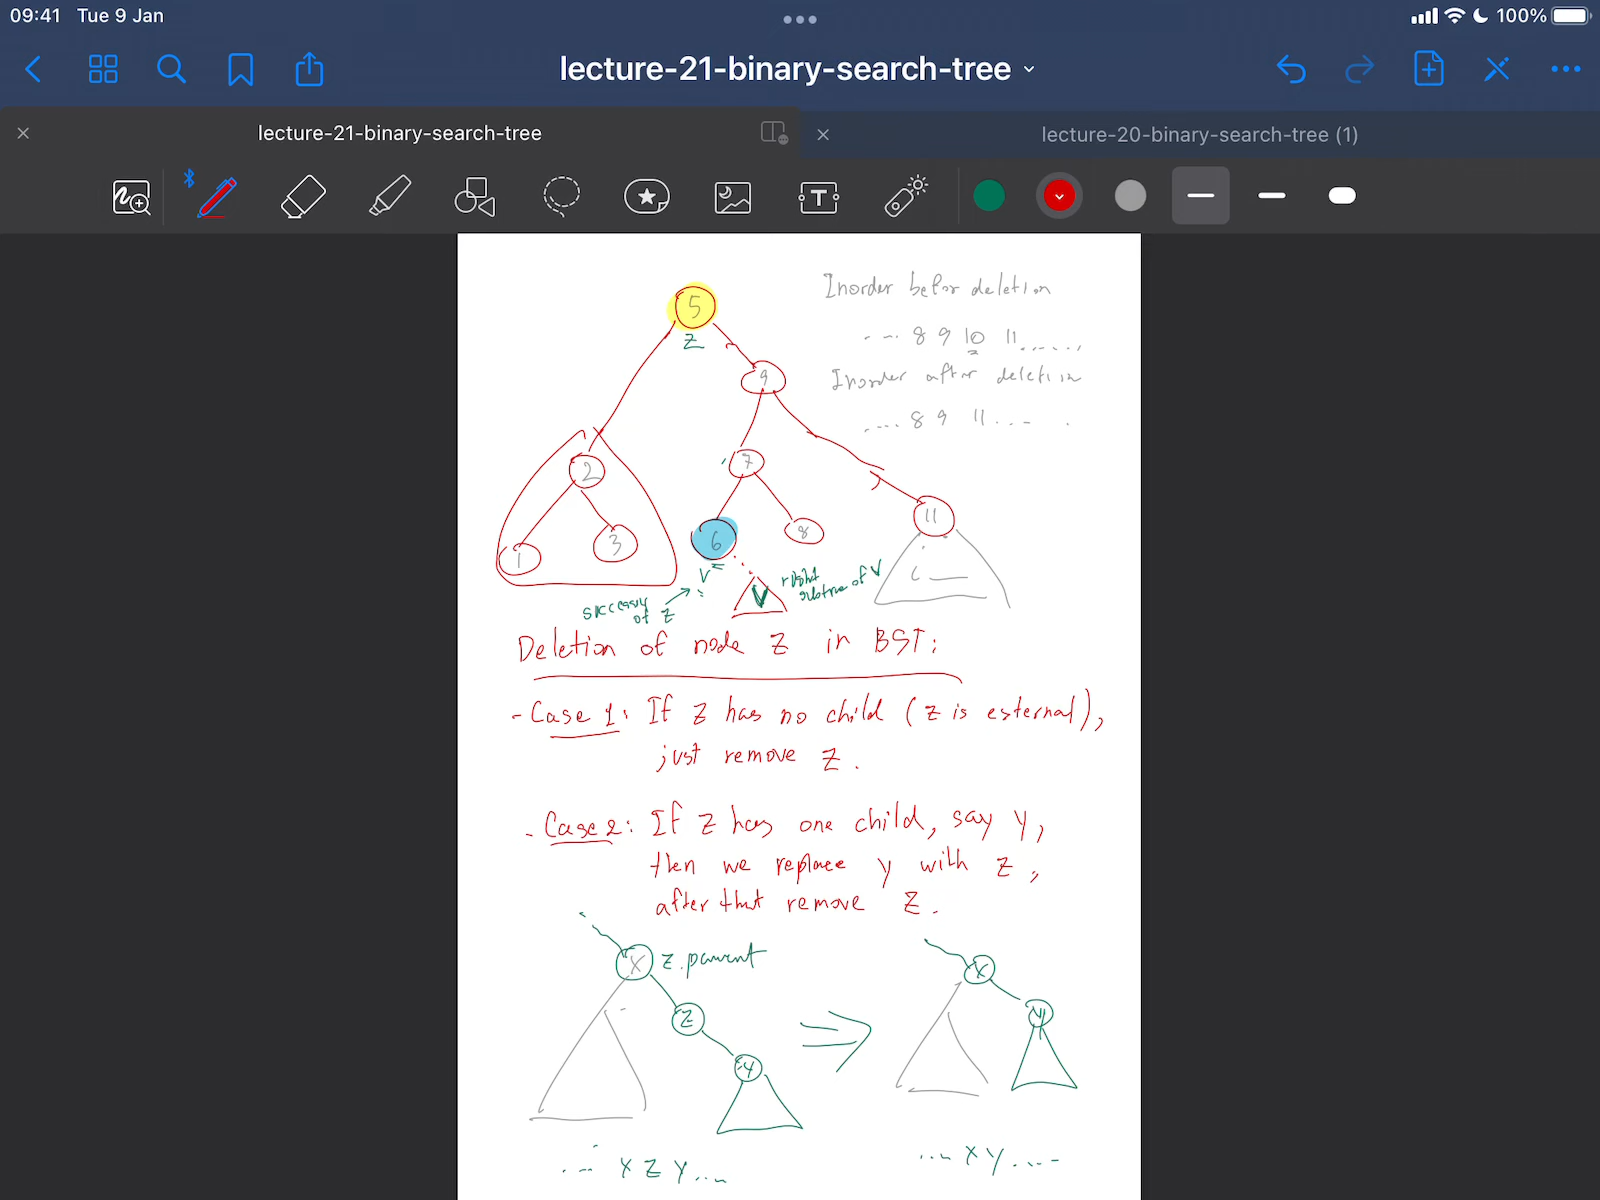 09:41 Tue 9 Jan
100%
lecture-21-binary-search-tree
lecture-21-binary-search-tree
lecture-20-binary-search-tree (1)
T
Inorder befor deletion
.... 8 9 10 11 ......
Inorder after deletion
.... 8 9 11 ....
5
z
9
2
7
11
1
3
6
8
v
V
right
subtree of V
of z
Deletion of node z in BST:
- Case 1: If z has no child (z is esternal),
just remove z.
- Case 2: If z has one child, say y,
then we replace y with z,
after that remove z.
x z.parent
z
y
x
y
.... x z y ....
.... x y ....